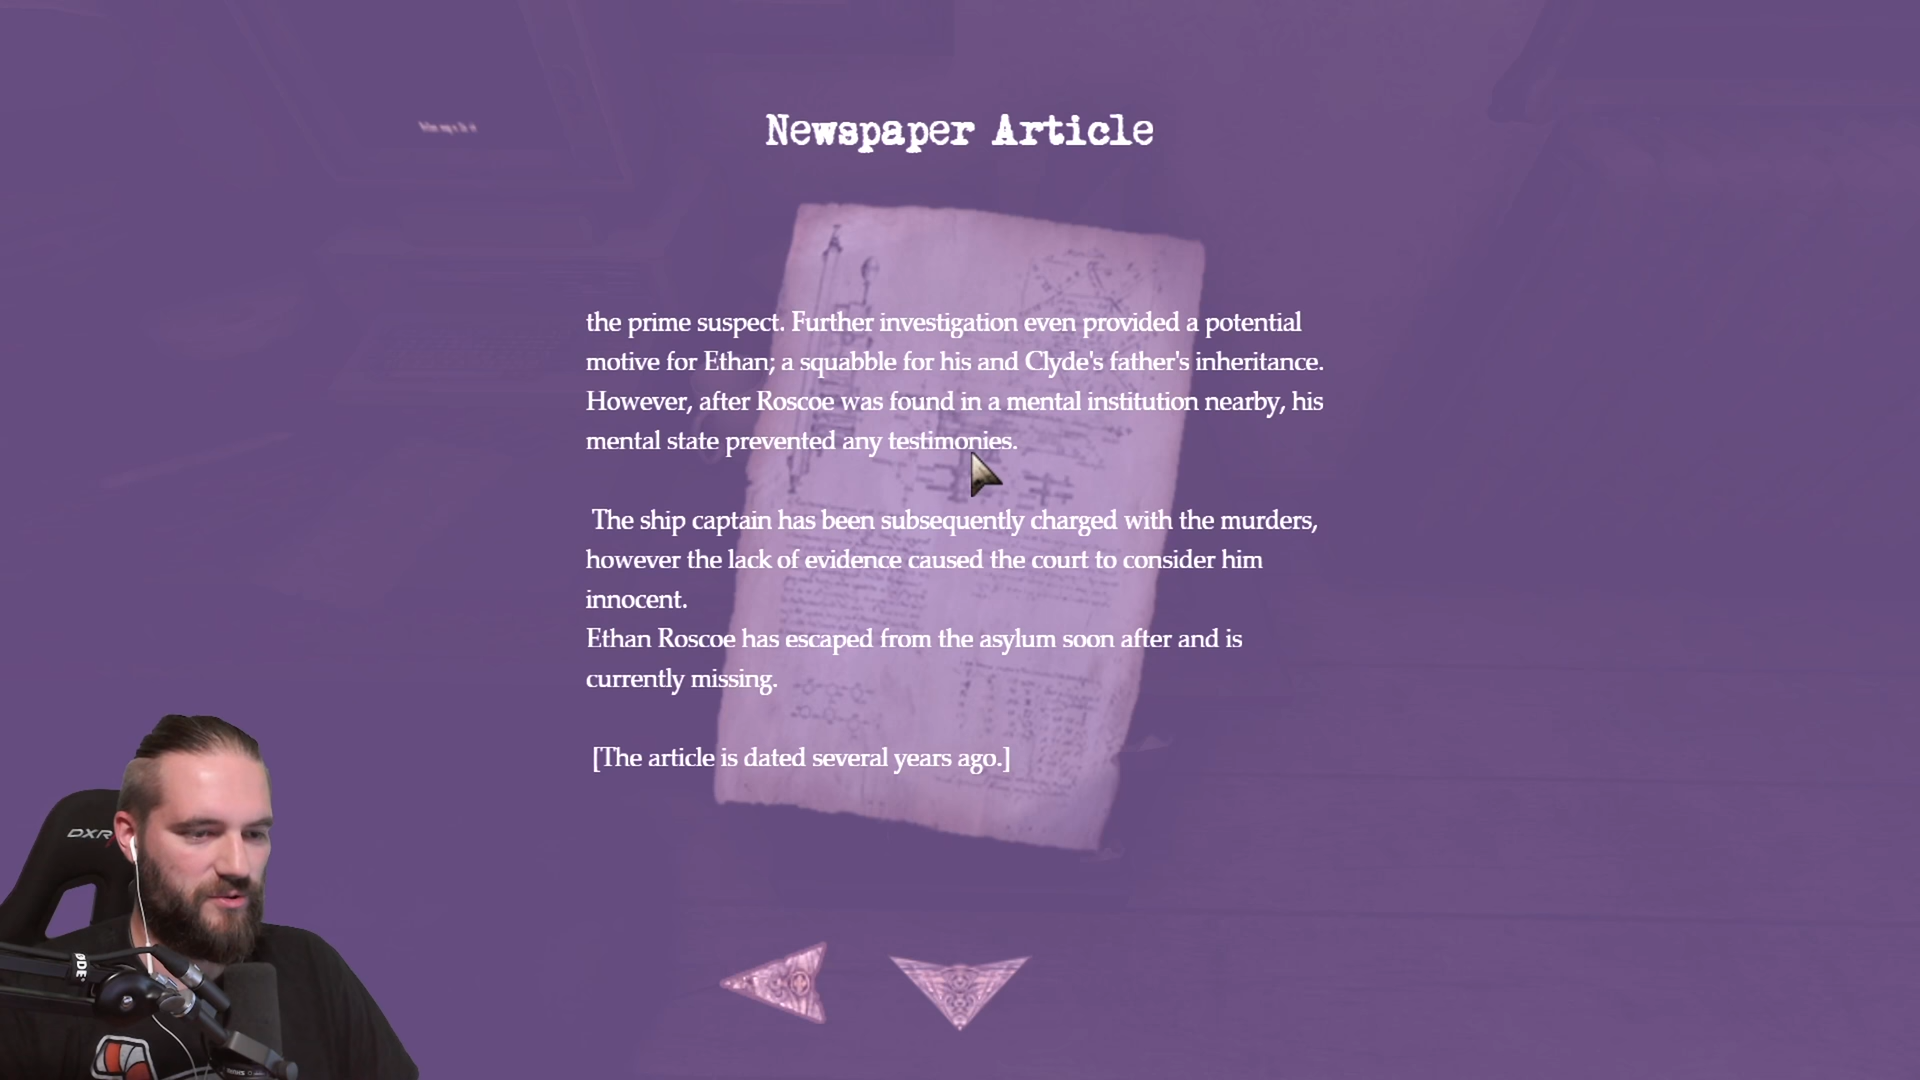 Newspaper Article
the prime suspect. Further investigation even provided a potential
motive for Ethan; a squabble for his and Clyde's father's inheritance.
However, after Roscoe was found in a mental institution nearby, his
mental state prevented any testimonies.
The ship captain has been subsequently charged with the murders,
however the lack of evidence caused the court to consider him
innocent.
Ethan Roscoe has escaped from the asylum soon after and is
currently missing.
[The article is dated several years ago.]
DXR